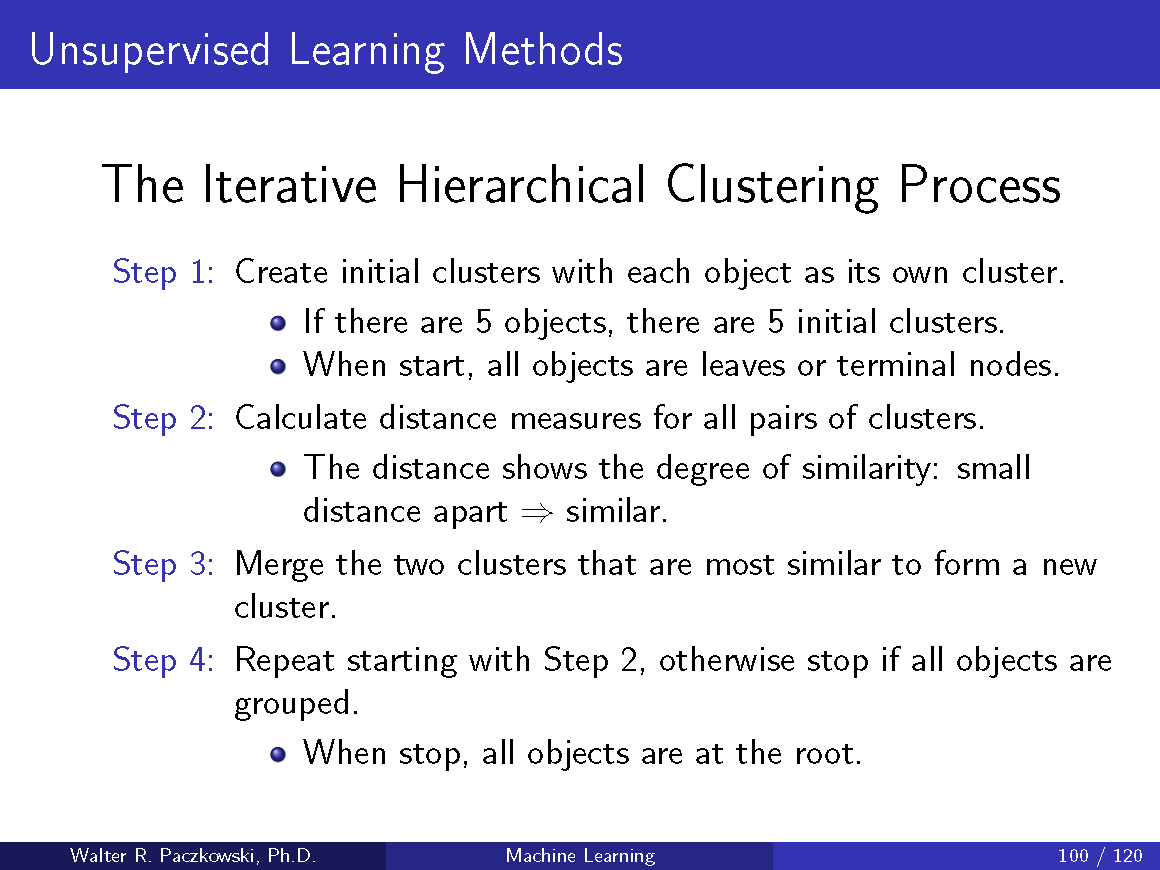 Unsupervised Learning Methods
The Iterative Hierarchical Clustering Process
Step 1: Create initial clusters with each object as its own cluster.
If there are 5 objects, there are 5 initial clusters.
When start, all objects are leaves or terminal nodes.
Step 2: Calculate distance measures for all pairs of clusters.
The distance shows the degree of similarity: small
distance apart ⇒ similar.
Step 3: Merge the two clusters that are most similar to form a new
cluster.
Step 4: Repeat starting with Step 2, otherwise stop if all objects are
grouped.
When stop, all objects are at the root.
Walter R. Paczkowski, Ph.D. Machine Learning 100 / 120